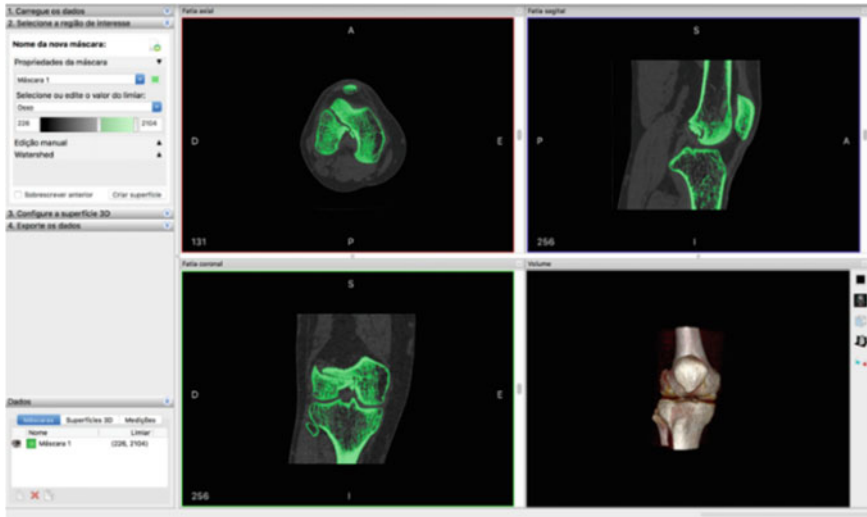 1. Carregue os dados
2. Selecione a região de interesse
Nome da nova máscara:
Propriedades da máscara
Máscara 1
Selecione ou edite o valor do limiar:
Osso
226
2104
Edição manual
Watershed
Sobrescrever anterior
Criar superfície
3. Configure a superfície 3D
4. Exporte os dados
Dados
Máscaras
Superfícies 3D
Medições
Nome
Limiar
Máscara 1
(226, 2104)
Fatia axial
A
D
E
131
P
Fatia sagital
S
P
A
256
I
Fatia coronal
S
D
E
256
I
Volume